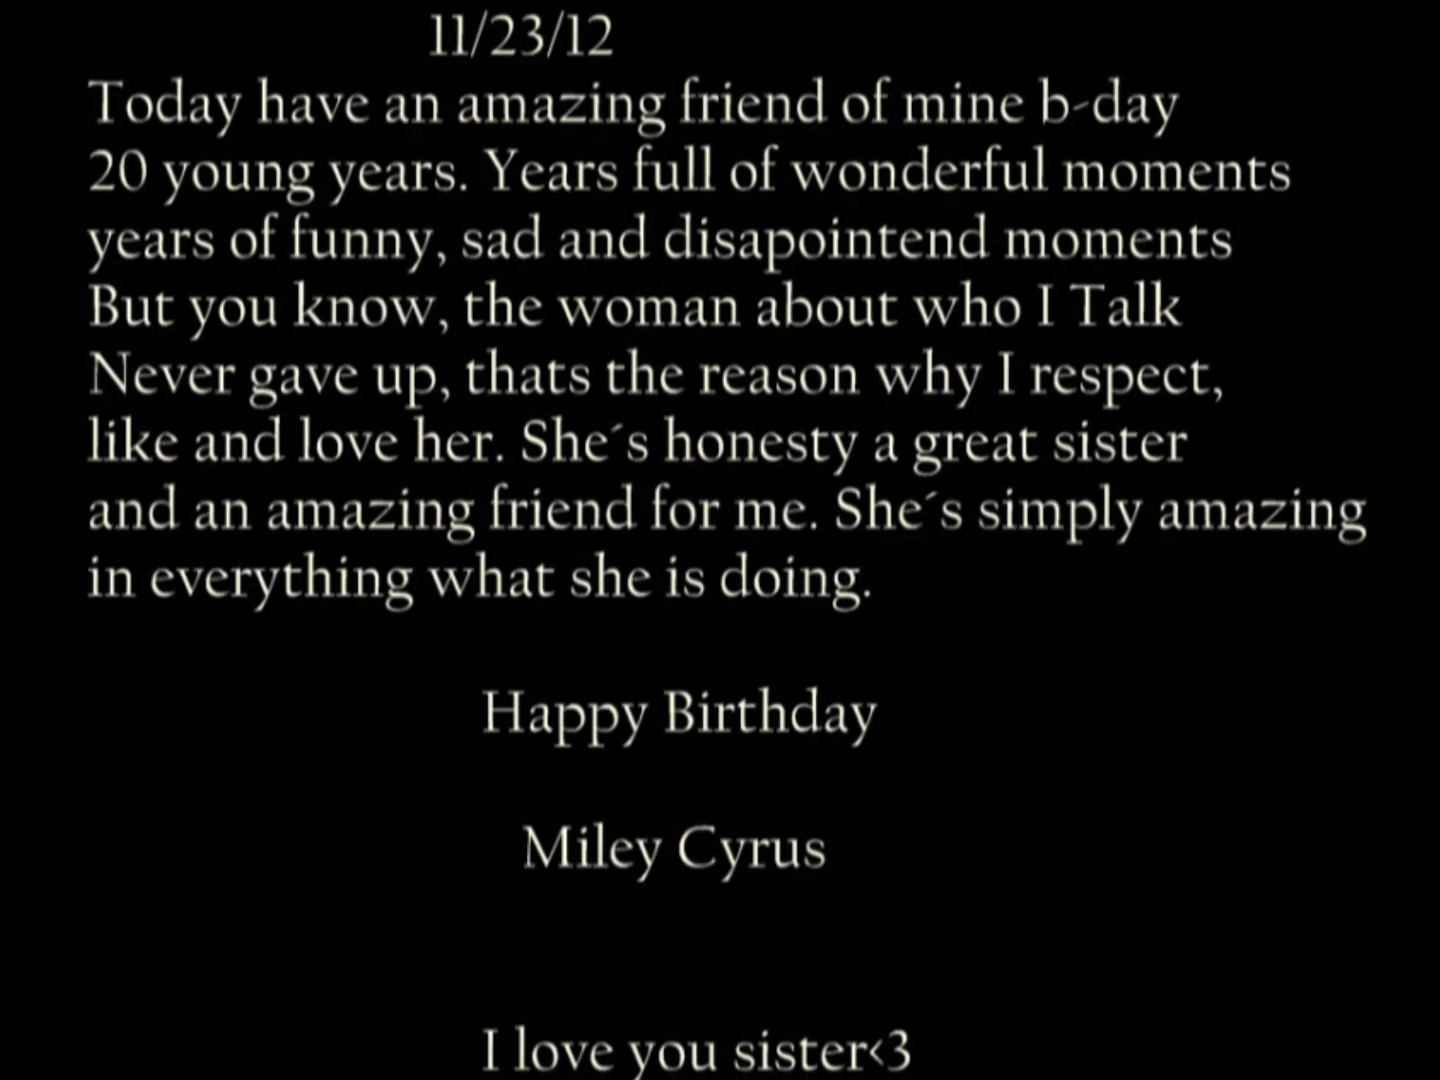 11/23/12
Today have an amazing friend of mine b-day
20 young years. Years full of wonderful moments
years of funny, sad and disapointend moments
But you know, the woman about who I Talk
Never gave up, thats the reason why I respect,
like and love her. She´s honesty a great sister
and an amazing friend for me. She´s simply amazing
in everything what she is doing.
Happy Birthday
Miley Cyrus
I love you sister<3